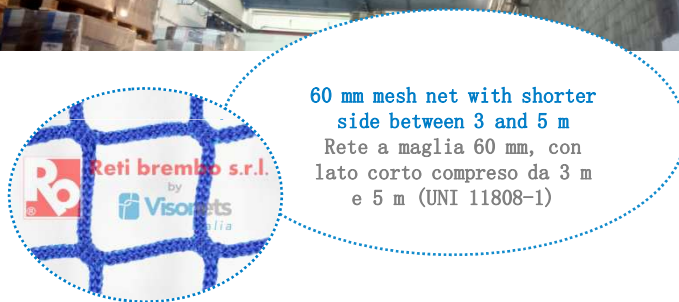 60 mm mesh net with shorter
side between 3 and 5 m
Rete a maglia 60 mm, con
lato corto compreso da 3 m
e 5 m (UNI 11808-1)
Reti brembo s.r.l.
by
Visornets
®